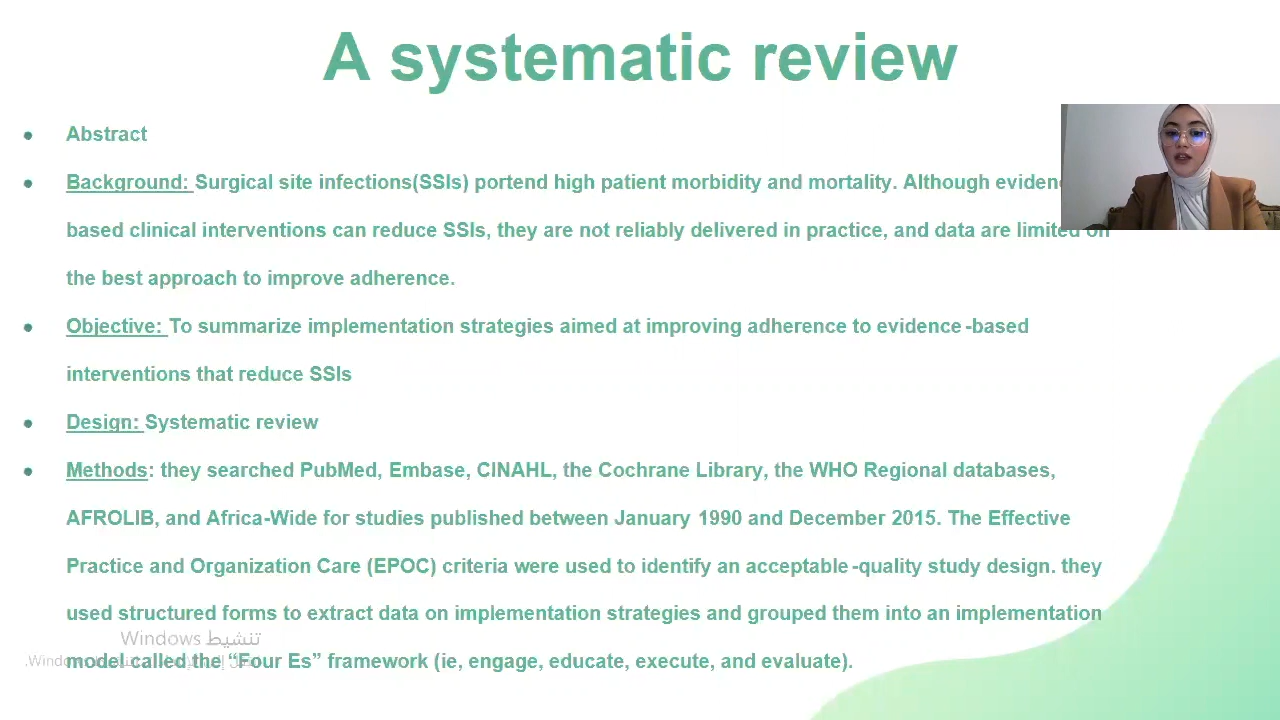 A systematic review
● Abstract
● Background: Surgical site infections(SSIs) portend high patient morbidity and mortality. Although
based clinical interventions can reduce SSIs, they are not reliably delivered in practice, and data are limited on
the best approach to improve adherence.
● Objective: To summarize implementation strategies aimed at improving adherence to evidence-based
interventions that reduce SSIs
● Design: Systematic review
● Methods: they searched PubMed, Embase, CINAHL, the Cochrane Library, the WHO Regional databases,
AFROLIB, and Africa-Wide for studies published between January 1990 and December 2015. The Effective
Practice and Organization Care (EPOC) criteria were used to identify an acceptable-quality study design. they
used structured forms to extract data on implementation strategies and grouped them into an implementation
تنشيط Windows
model called the “Four Es” framework (ie, engage, educate, execute, and evaluate).